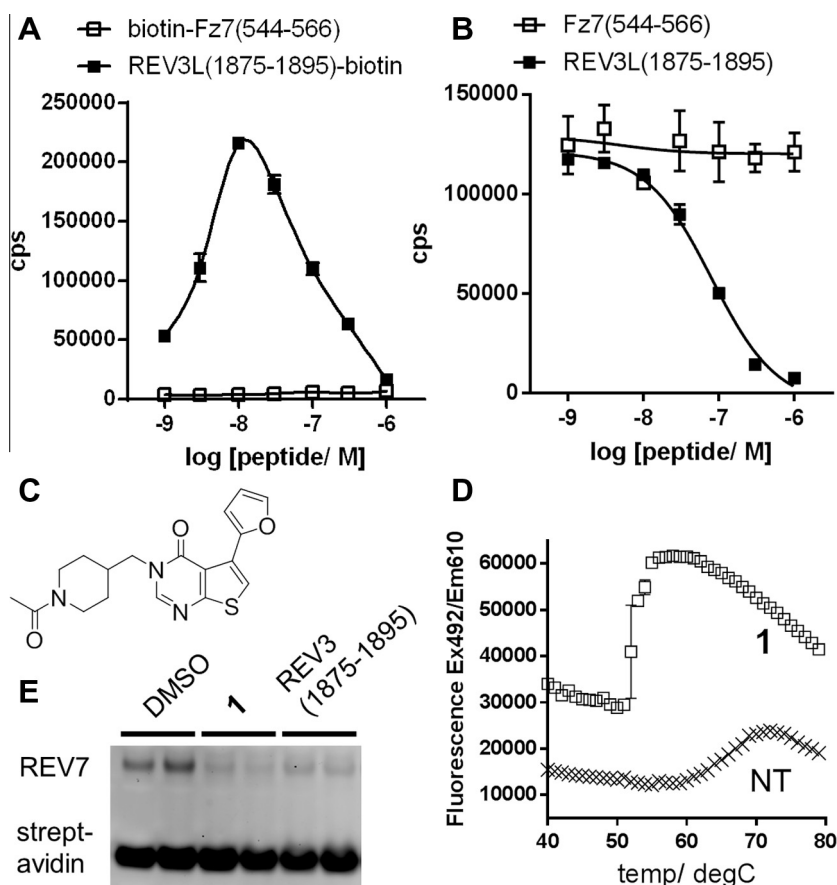 A
biotin-Fz7(544-566)
REV3L(1875-1895)-biotin
250000
200000
150000
100000
50000
0
cps
-9 -8 -7 -6
log [peptide/ M]
B
Fz7(544-566)
REV3L(1875-1895)
150000
100000
50000
0
cps
-9 -8 -7 -6
log [peptide/ M]
C
O
N
N
S
O
N
O
D
Fluorescence Ex492/Em610
60000
50000
40000
30000
20000
10000
1
NT
40 50 60 70 80
temp/ degC
E
DMSO
1
REV3
(1875-1895)
REV7
strept-
avidin